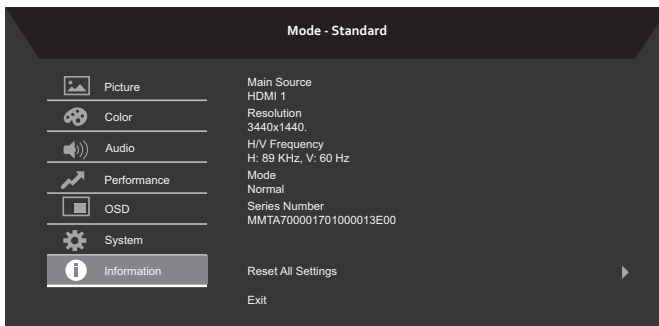 Mode - Standard
Picture
Color
Audio
Performance
OSD
System
Information
Main Source
HDMI 1
Resolution
3440x1440.
H/V Frequency
H: 89 KHz, V: 60 Hz
Mode
Normal
Series Number
MMTA700001701000013E00
Reset All Settings
Exit